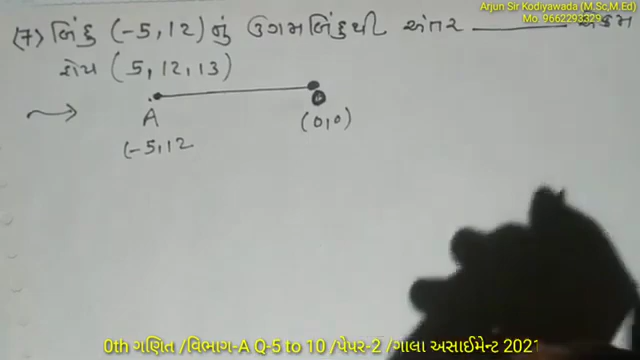 Arjun Sir Kodiyawada (M.Sc,M.Ed)
Mo. 9662293329
(7) બિંદુ (-5,12) નું ઉગમબિંદુથી અંતર ______ એકમ
હોય (5,12,13)
A
(0,0)
(-5,12
0th ગણિત /વિભાગ-A Q-5 to 10 /પેપર-2 /ગાલા અસાઈમેન્ટ 2021